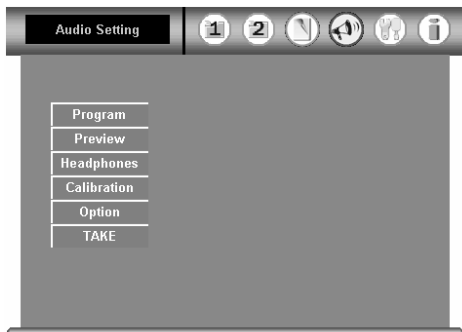 Audio Setting
1 2 i
Program
Preview
Headphones
Calibration
Option
TAKE